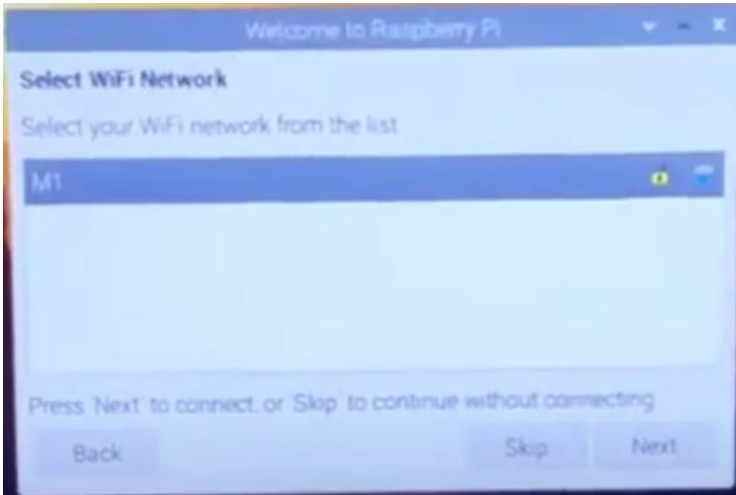 Welcome to Raspberry Pi
Select WiFi Network
Select your WiFi network from the list
M1
Press 'Next' to connect, or 'Skip' to continue without connecting
Back
Skip
Next